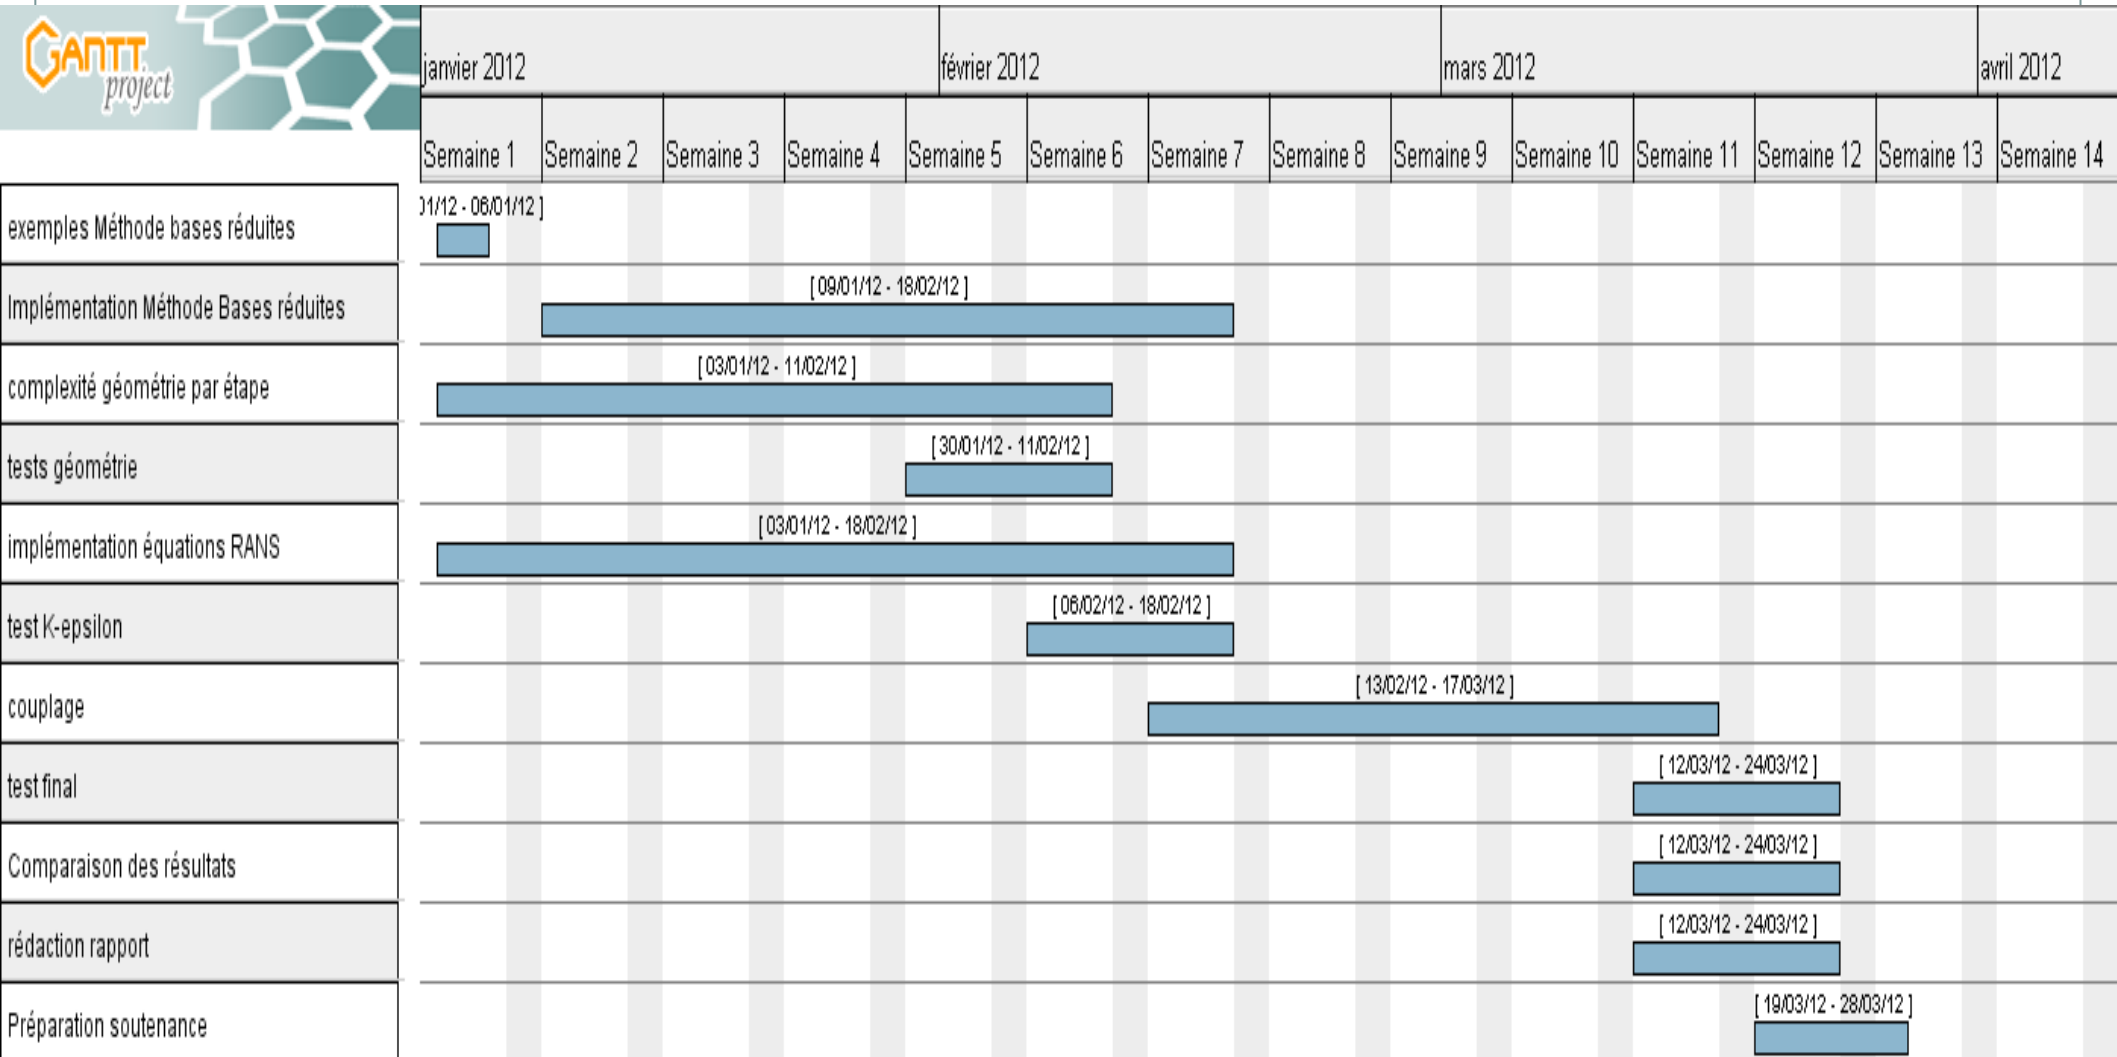 GANTT
project
janvier 2012 février 2012 mars 2012 avril 2012
Semaine 1 Semaine 2 Semaine 3 Semaine 4 Semaine 5 Semaine 6 Semaine 7 Semaine 8 Semaine 9 Semaine 10 Semaine 11 Semaine 12 Semaine 13 Semaine 14
01/12 - 06/01/12 ]
exemples Méthode bases réduites
[ 09/01/12 - 18/02/12 ]
Implémentation Méthode Bases réduites
[ 03/01/12 - 11/02/12 ]
complexité géométrie par étape
[ 30/01/12 - 11/02/12 ]
tests géométrie
[ 03/01/12 - 18/02/12 ]
implémentation équations RANS
[ 06/02/12 - 18/02/12 ]
test K-epsilon
[ 13/02/12 - 17/03/12 ]
couplage
[ 12/03/12 - 24/03/12 ]
test final
[ 12/03/12 - 24/03/12 ]
Comparaison des résultats
[ 12/03/12 - 24/03/12 ]
rédaction rapport
[ 19/03/12 - 28/03/12 ]
Préparation soutenance